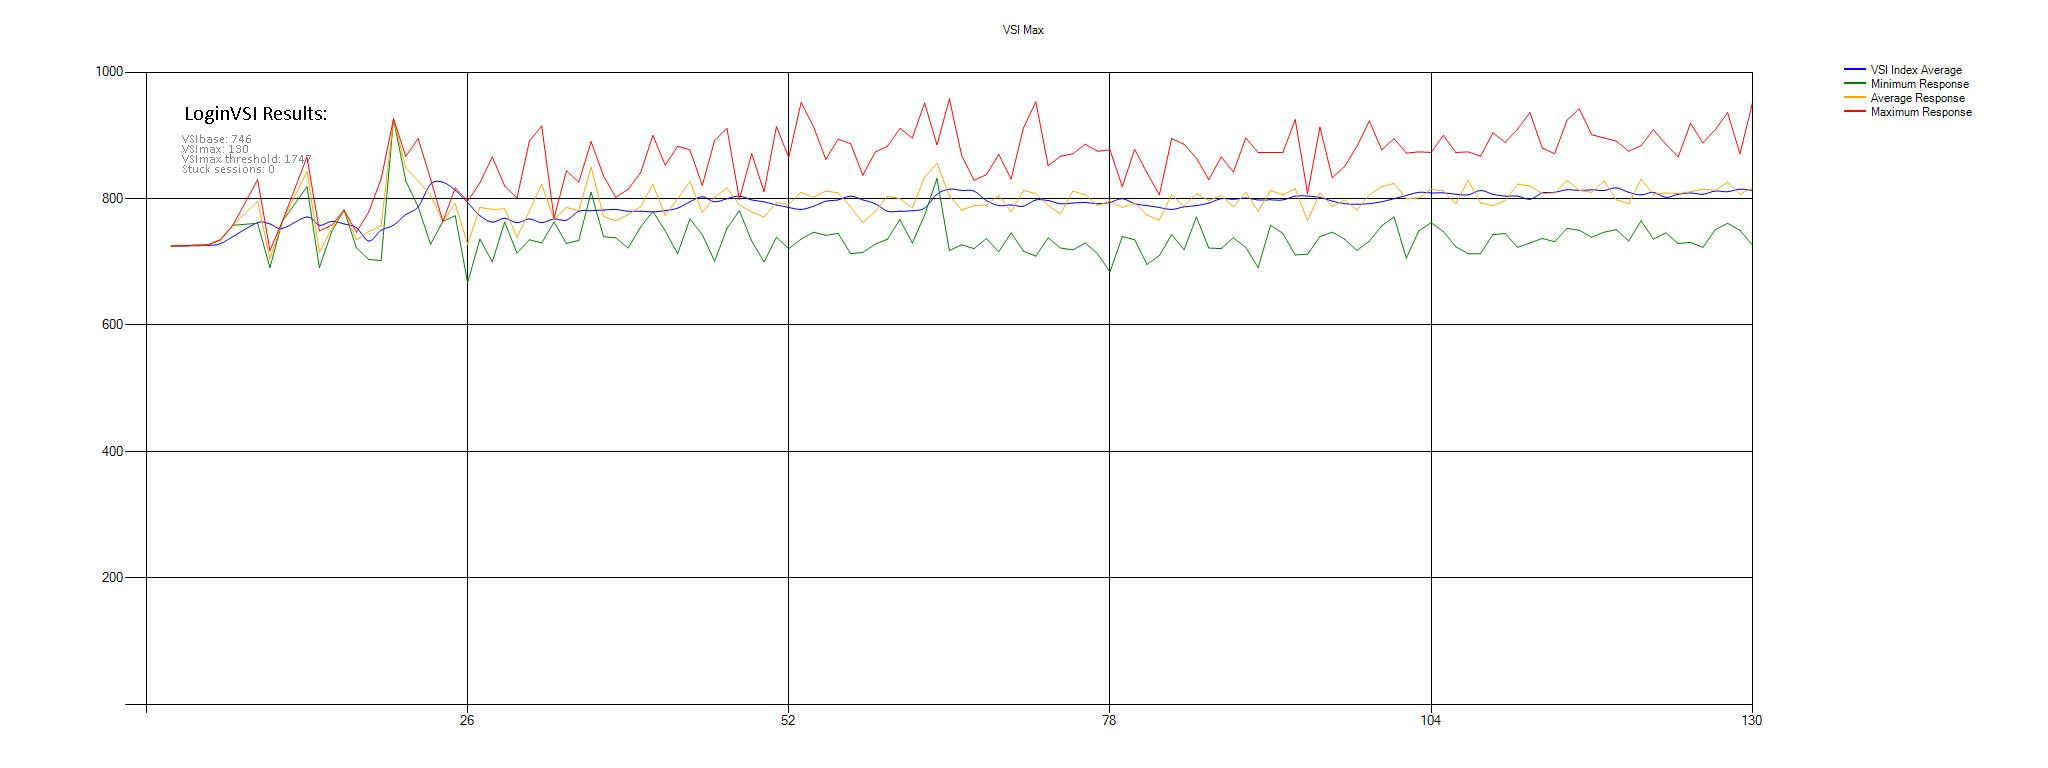 VSI Max
1000
800
600
400
200
LoginVSI Results:
VSIbase: 746
VSImax: 130
VSImax threshold: 1747
Stuck sessions: 0
VSI Index Average
Minimum Response
Average Response
Maximum Response
26 52 78 104 130